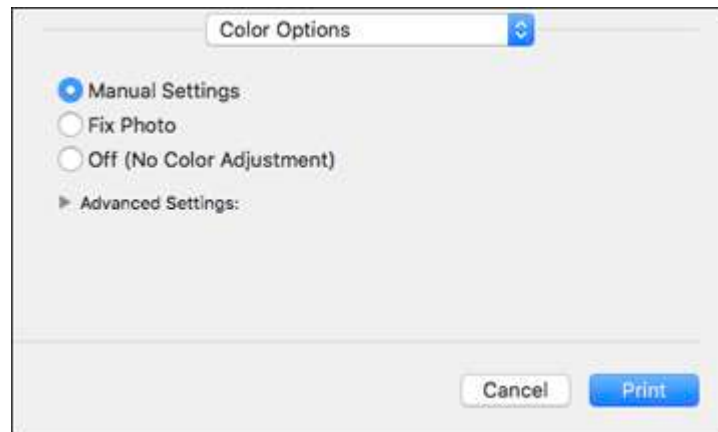 Color Options
Manual Settings
Fix Photo
Off (No Color Adjustment)
Advanced Settings:
Cancel Print